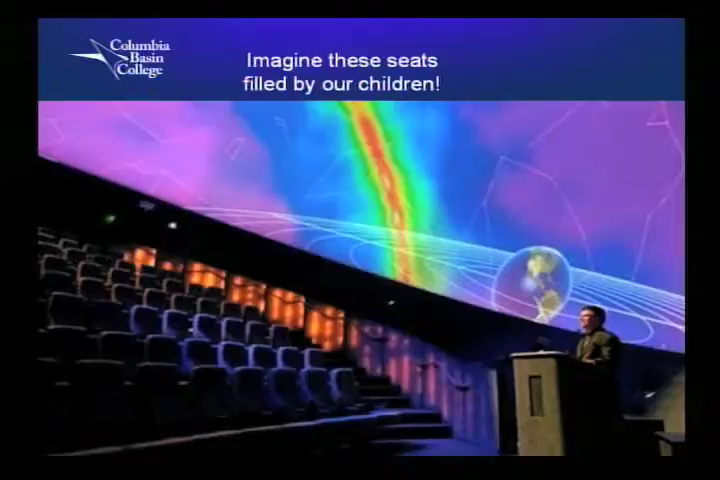 Columbia
Basin
College
Imagine these seats
filled by our children!